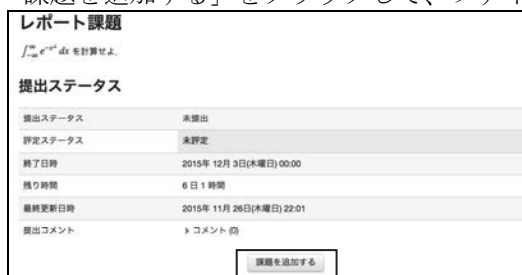 「課題を追加する」をクリックして、ファイ
レポート課題
∫_{-∞}^{∞} e^{-x²} dx を計算せよ.
提出ステータス
提出ステータス 未提出
評定ステータス 未評定
終了日時 2015年 12月 3日(木曜日) 00:00
残り時間 6 日 1 時間
最終更新日時 2015年 11月 26日(木曜日) 22:01
提出コメント ▸ コメント (0)
課題を追加する